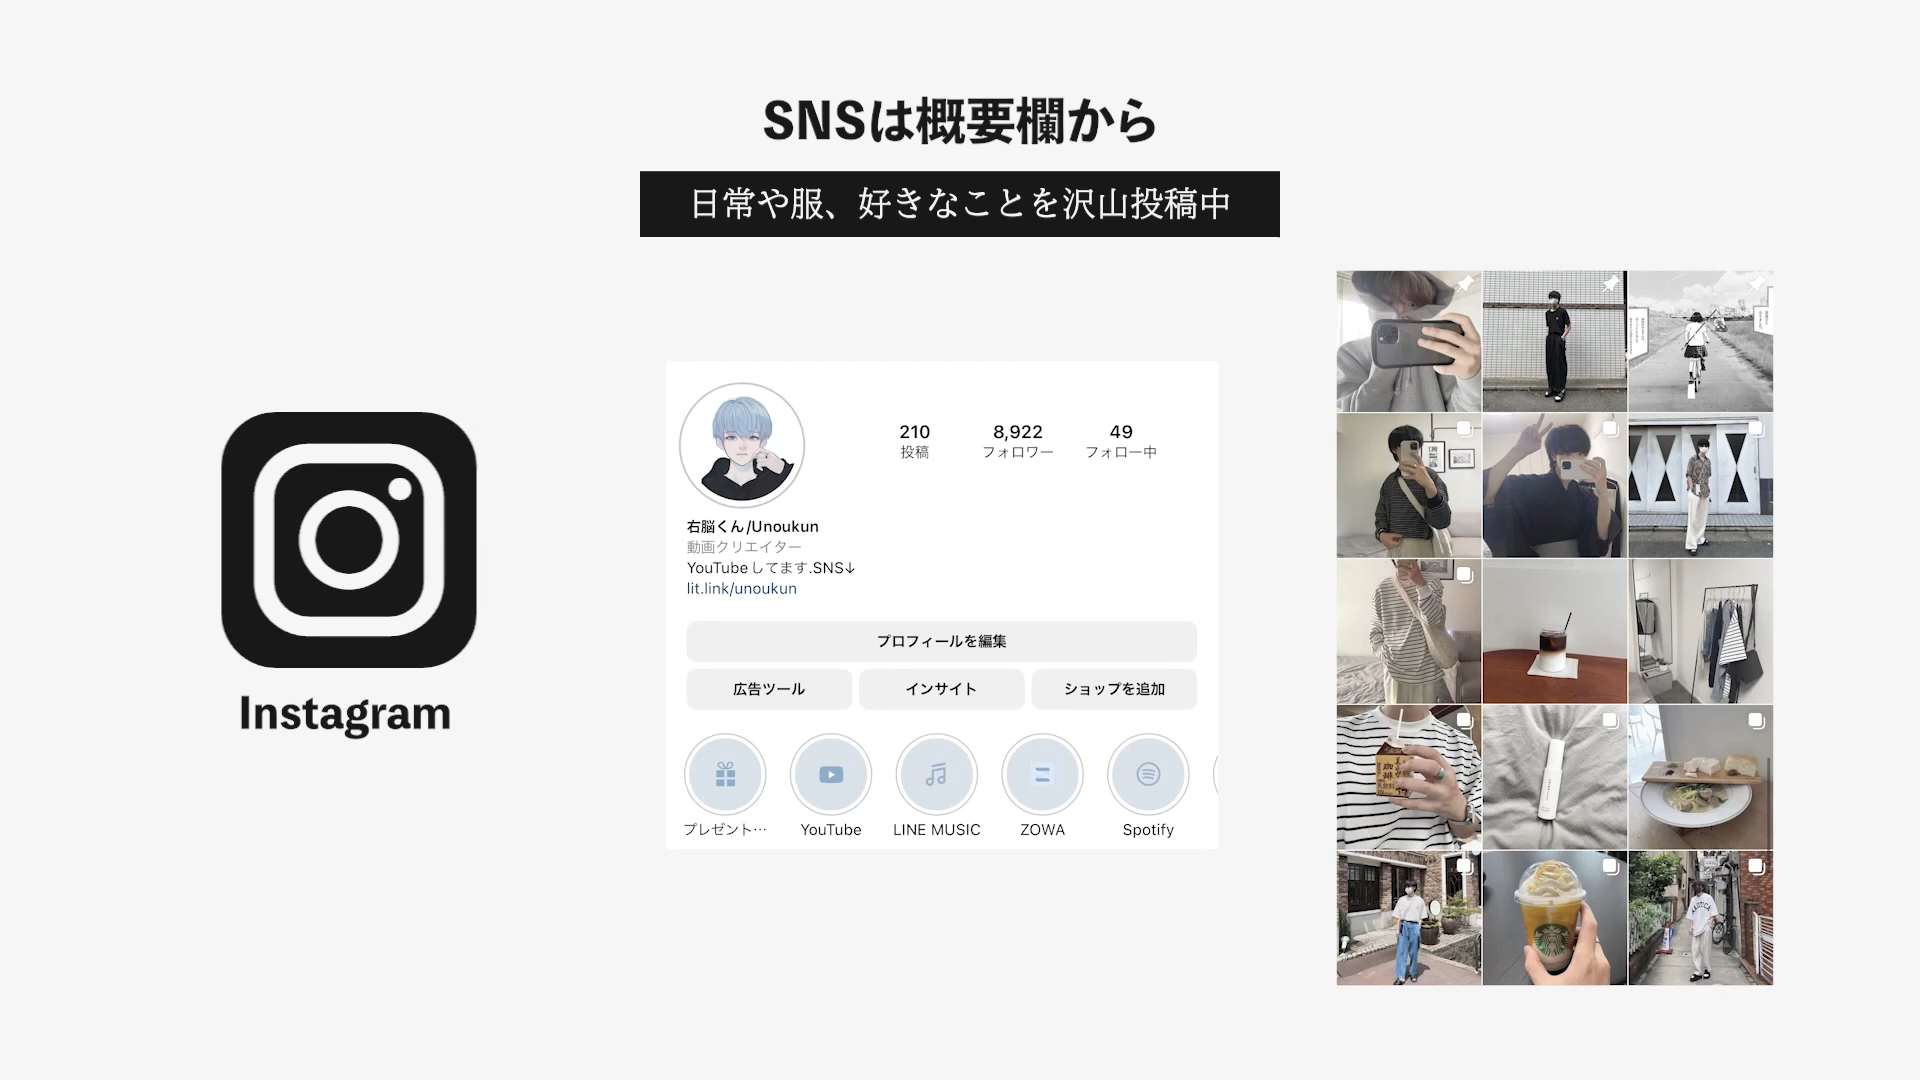 SNSは概要欄から
日常や服、好きなことを沢山投稿中
Instagram
210
投稿
8,922
フォロワー
49
フォロー中
右脳くん/Unoukun
動画クリエイター
YouTubeしてます.SNS↓
lit.link/unoukun
プロフィールを編集
広告ツール
インサイト
ショップを追加
プレゼント…
YouTube
LINE MUSIC
ZOWA
Spotify
珈琲
NAUTICA